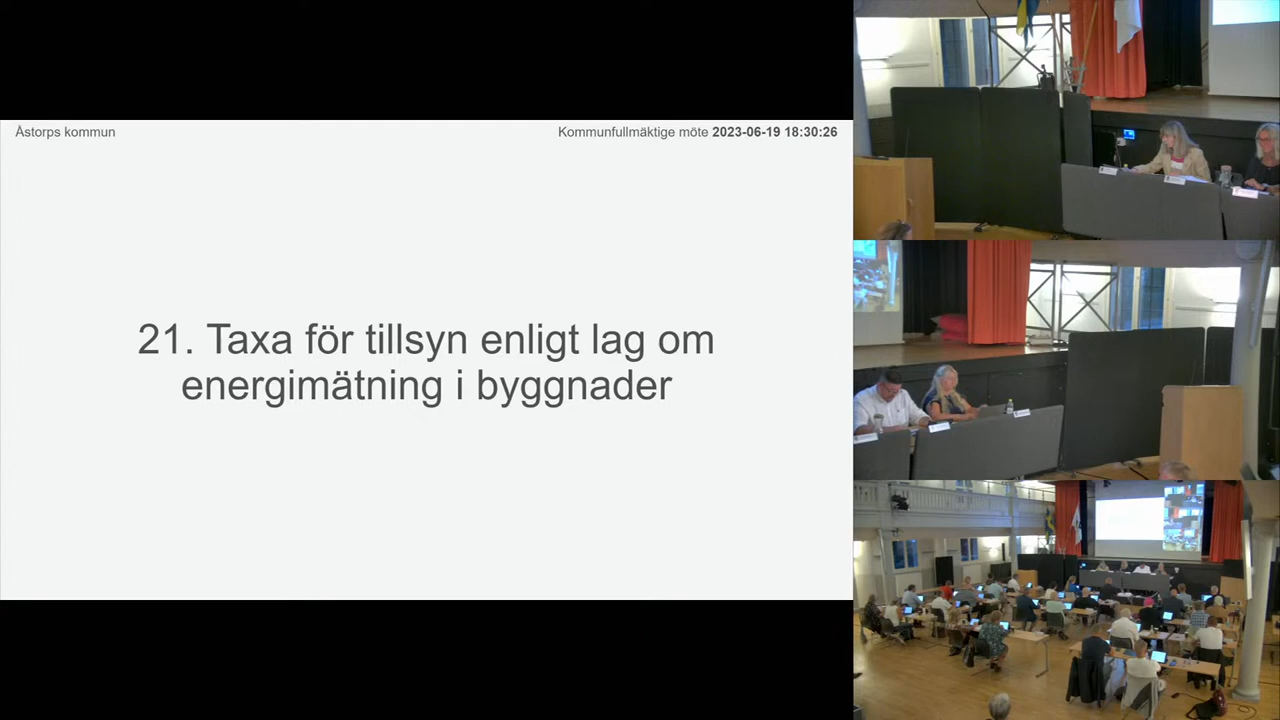 Åstorps kommun
Kommunfullmäktige möte 2023-06-19 18:30:26
21. Taxa för tillsyn enligt lag om
energimätning i byggnader